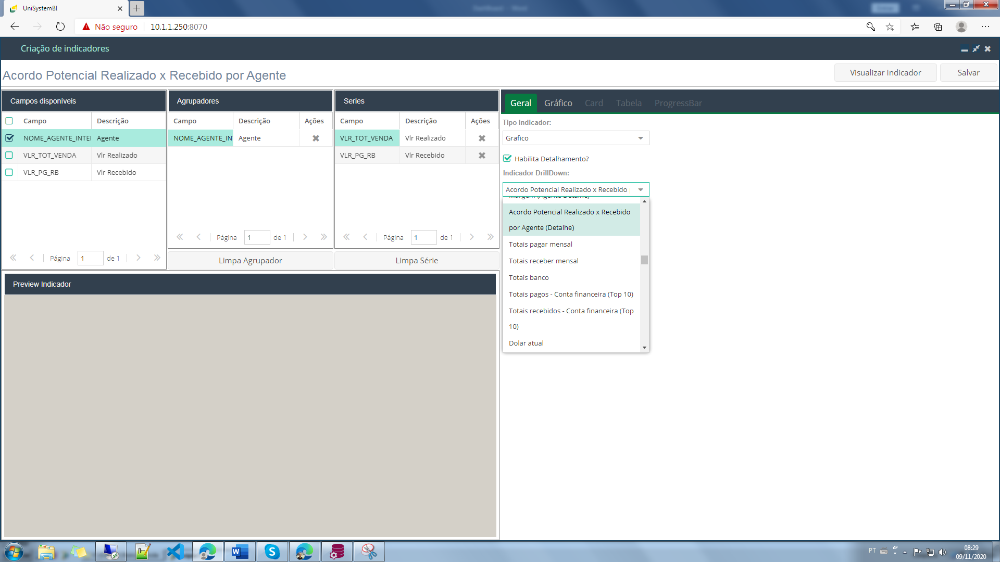 UniSystemBI
Não seguro
10.1.1.250:8070
Criação de indicadores
Acordo Potencial Realizado x Recebido por Agente
Visualizar Indicador
Salvar
Campos disponíveis
Campo
Descrição
NOME_AGENTE_INTE
Agente
VLR_TOT_VENDA
Vlr Realizado
VLR_PG_RB
Vlr Recebido
Página
1
de 1
Agrupadores
Campo
Descrição
Ações
NOME_AGENTE_IN
Agente
Página
1
de 1
Limpa Agrupador
Series
Campo
Descrição
Ações
VLR_TOT_VENDA
Vlr Realizado
VLR_PG_RB
Vlr Recebido
Página
1
de 1
Limpa Série
Geral
Gráfico
Card
Tabela
ProgressBar
Tipo Indicador:
Grafico
Habilita Detalhamento?
Indicador DrillDown:
Acordo Potencial Realizado x Recebido
Margem (Agente Detalhe)
Acordo Potencial Realizado x Recebido
por Agente (Detalhe)
Totais pagar mensal
Totais receber mensal
Totais banco
Totais pagos - Conta financeira (Top 10)
Totais recebidos - Conta financeira (Top
10)
Dolar atual
Preview Indicador
PT
08:29
09/11/2020